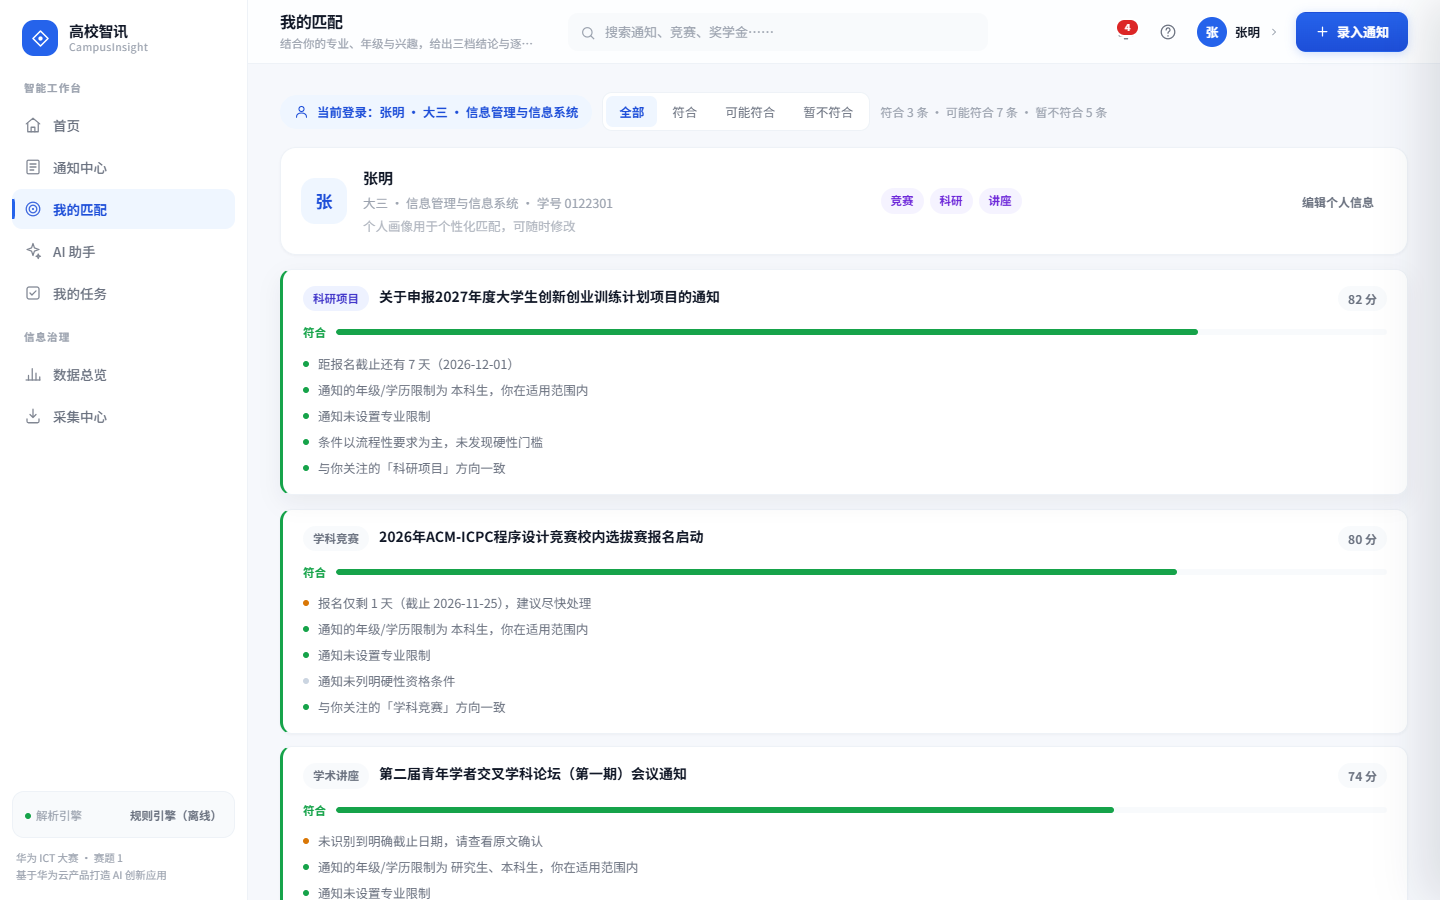 高校智讯
CampusInsight
智能工作台
首页
通知中心
我的匹配
AI 助手
我的任务
信息治理
数据总览
采集中心
解析引擎 规则引擎（离线）
华为 ICT 大赛 · 赛题 1
基于华为云产品打造 AI 创新应用
我的匹配
结合你的专业、年级与兴趣，给出三档结论与逐…
搜索通知、竞赛、奖学金……
4
张 张明
录入通知
当前登录：张明 · 大三 · 信息管理与信息系统
全部 符合 可能符合 暂不符合
符合 3 条 · 可能符合 7 条 · 暂不符合 5 条
张
张明
大三 · 信息管理与信息系统 · 学号 0122301
个人画像用于个性化匹配，可随时修改
竞赛 科研 讲座
编辑个人信息
科研项目 关于申报2027年度大学生创新创业训练计划项目的通知 82 分
符合
距报名截止还有 7 天（2026-12-01）
通知的年级/学历限制为 本科生，你在适用范围内
通知未设置专业限制
条件以流程性要求为主，未发现硬性门槛
与你关注的「科研项目」方向一致
学科竞赛 2026年ACM-ICPC程序设计竞赛校内选拔赛报名启动 80 分
符合
报名仅剩 1 天（截止 2026-11-25），建议尽快处理
通知的年级/学历限制为 本科生，你在适用范围内
通知未设置专业限制
通知未列明硬性资格条件
与你关注的「学科竞赛」方向一致
学术讲座 第二届青年学者交叉学科论坛（第一期）会议通知 74 分
符合
未识别到明确截止日期，请查看原文确认
通知的年级/学历限制为 研究生、本科生，你在适用范围内
通知未设置专业限制